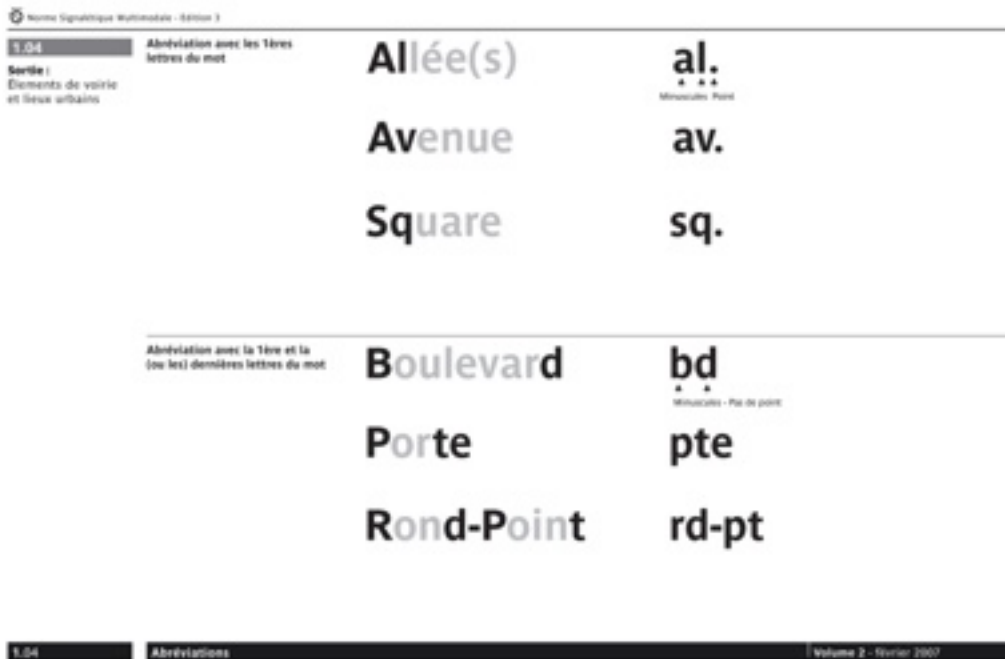 Norme Signalétique Multimodale - Édition 3
1.04
Sortie :
Élements de voirie
et lieux urbains
Abréviation avec les 1ères
lettres du mot
Allée(s) al.
Minuscules Point
Avenue av.
Square sq.
Abréviation avec la 1ère et la
(ou les) dernières lettres du mot
Boulevard bd
Minuscules - Pas de point
Porte pte
Rond-Point rd-pt
1.04 Abréviations Volume 2 - février 2007